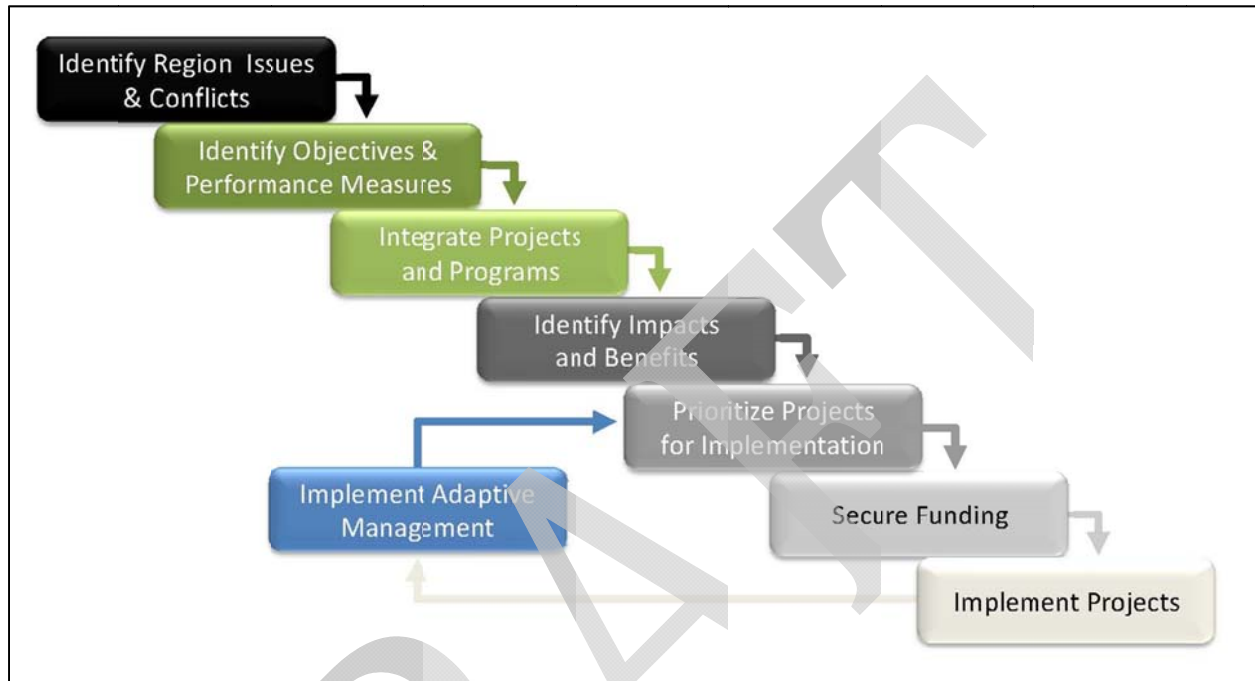 Identify Region Issues
& Conflicts
Identify Objectives &
Performance Measures
Integrate Projects
and Programs
Identify Impacts
and Benefits
Prioritize Projects
for Implementation
Implement Adaptive
Management
Secure Funding
Implement Projects
DRAFT